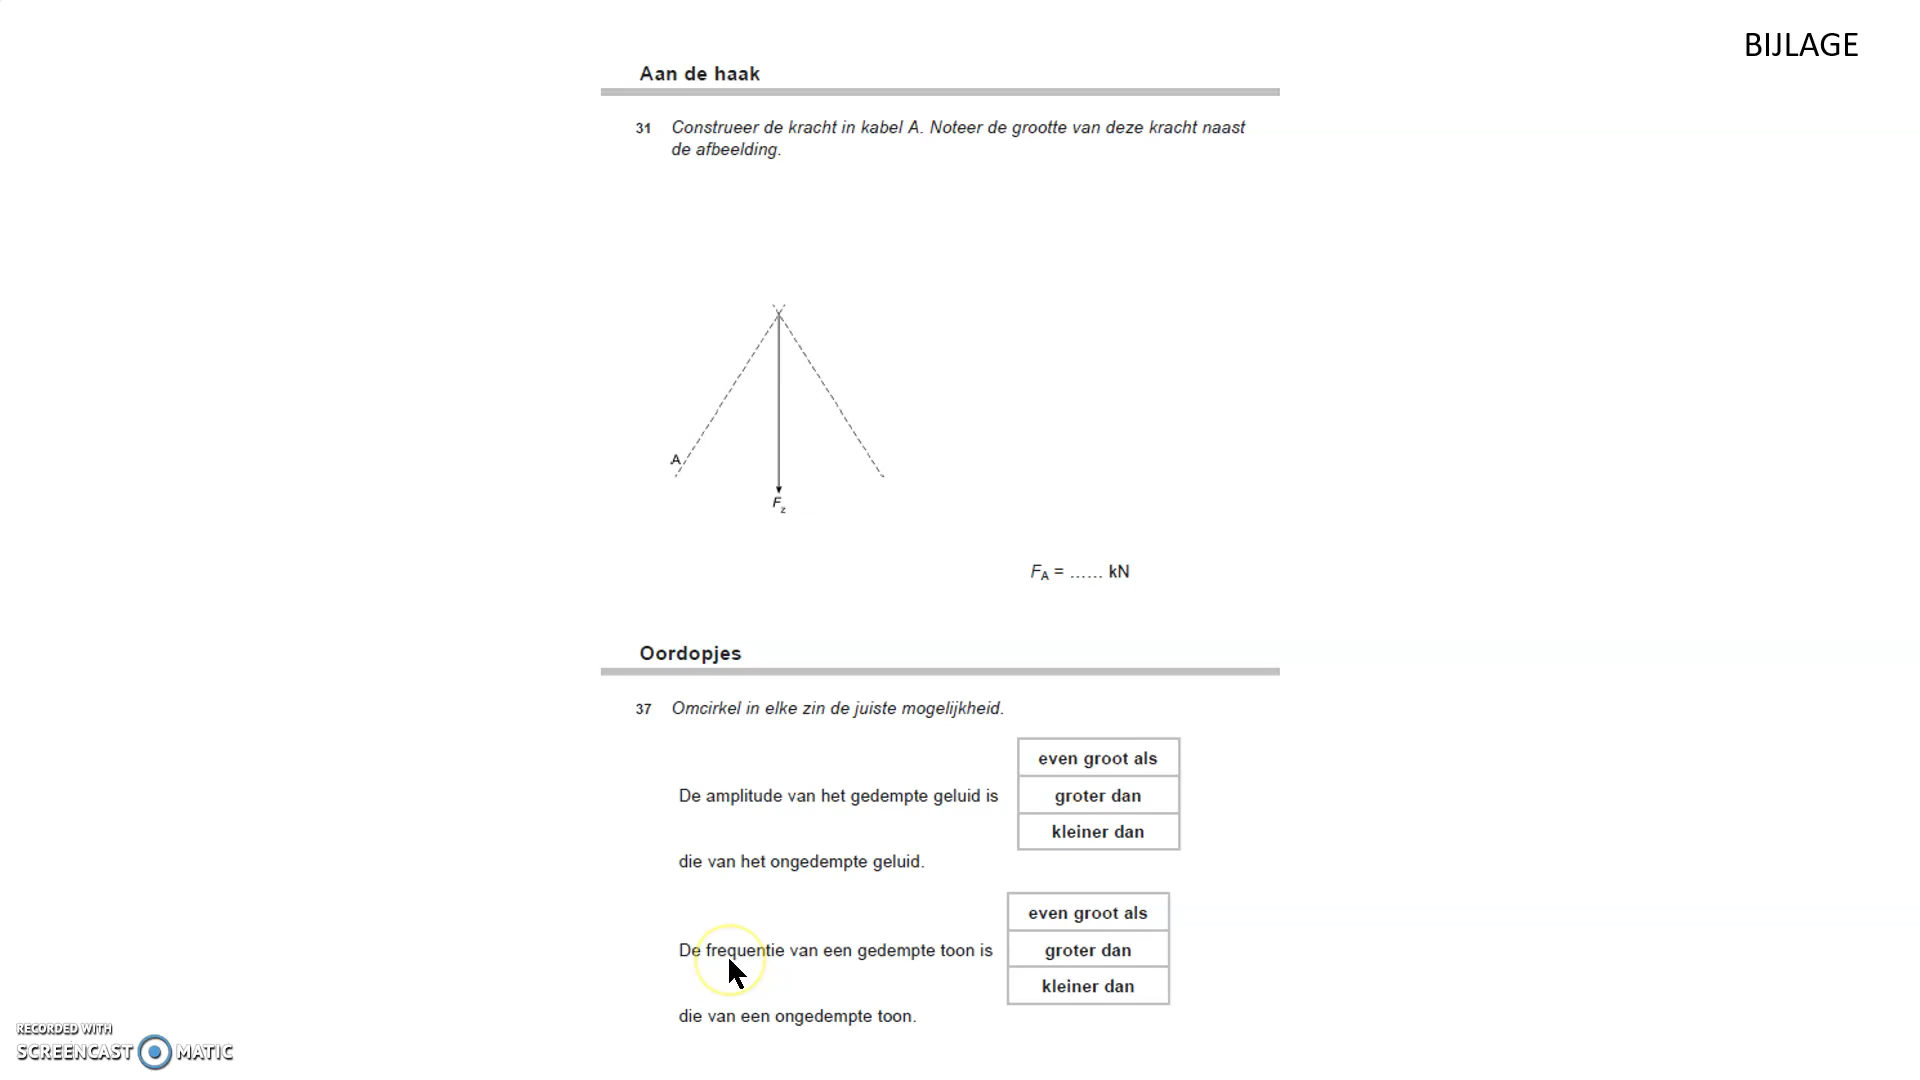 BIJLAGE
Aan de haak
31 Construeer de kracht in kabel A. Noteer de grootte van deze kracht naast
de afbeelding.
A
Fz
FA = ...... kN
Oordopjes
37 Omcirkel in elke zin de juiste mogelijkheid.
even groot als
De amplitude van het gedempte geluid is groter dan
kleiner dan
die van het ongedempte geluid.
even groot als
De frequentie van een gedempte toon is groter dan
kleiner dan
die van een ongedempte toon.
RECORDED WITH
SCREENCAST MATIC